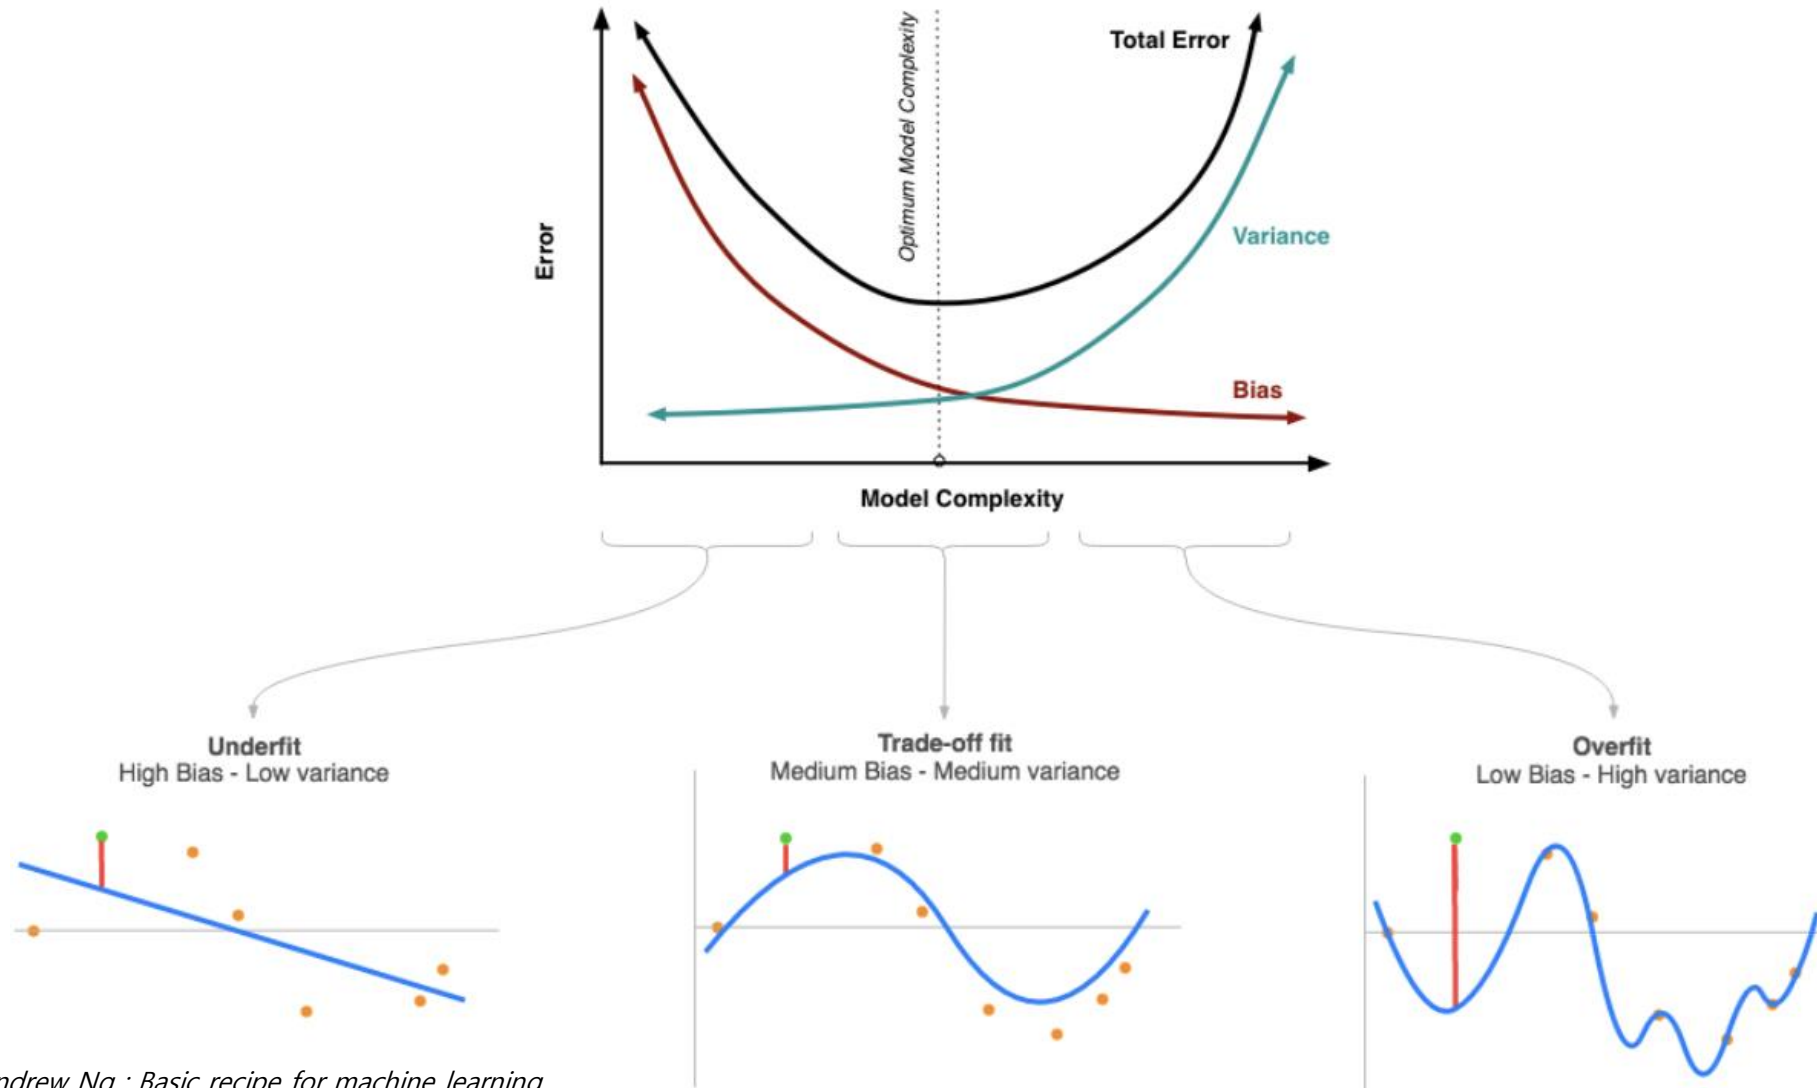 Optimum Model Complexity
Total Error
Error
Variance
Bias
Model Complexity
Underfit
High Bias - Low variance
Trade-off fit
Medium Bias - Medium variance
Overfit
Low Bias - High variance
Ng : Basic recipe for machine learning